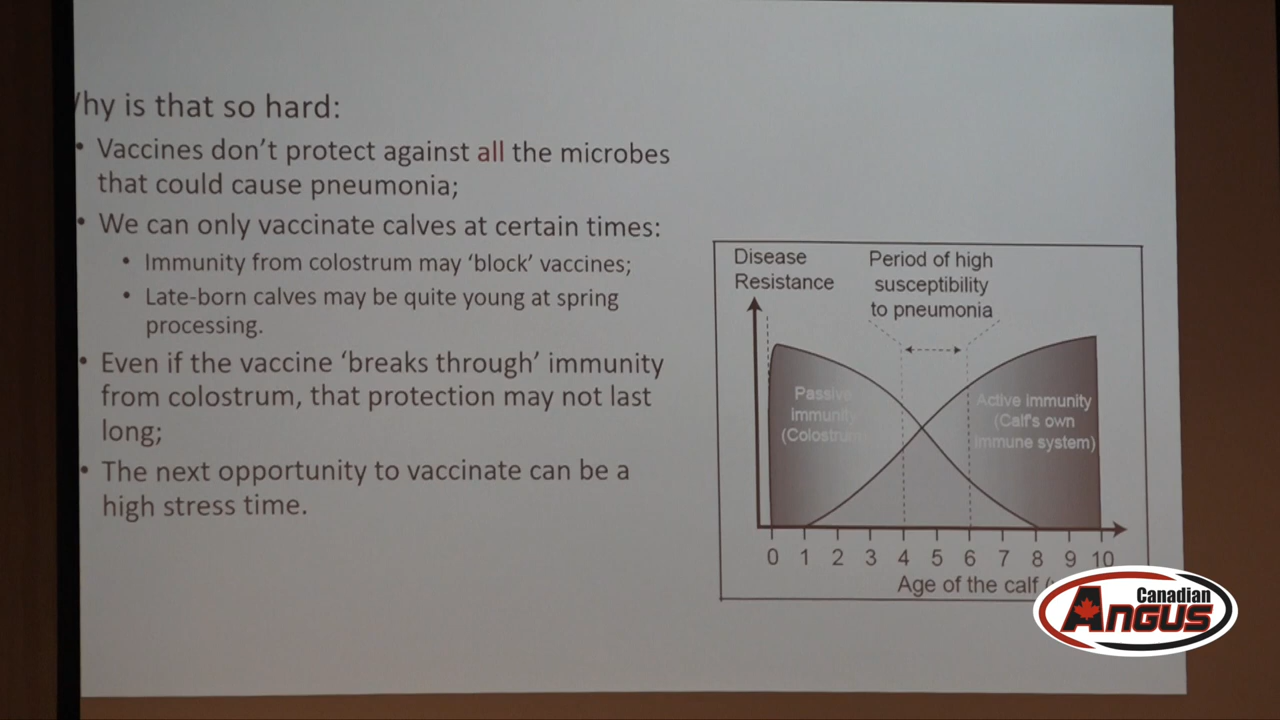 hy is that so hard:
• Vaccines don't protect against all the microbes
that could cause pneumonia;
• We can only vaccinate calves at certain times:
• Immunity from colostrum may 'block' vaccines;
• Late-born calves may be quite young at spring
processing.
• Even if the vaccine 'breaks through' immunity
from colostrum, that protection may not last
long;
• The next opportunity to vaccinate can be a
high stress time.
Disease
Resistance
Period of high
susceptibility
to pneumonia
Passive
immunity
(Colostrum)
Active immunity
(Calf's own
immune system)
0 1 2 3 4 5 6 7 8 9 10
Age of the calf (
Canadian
Angus